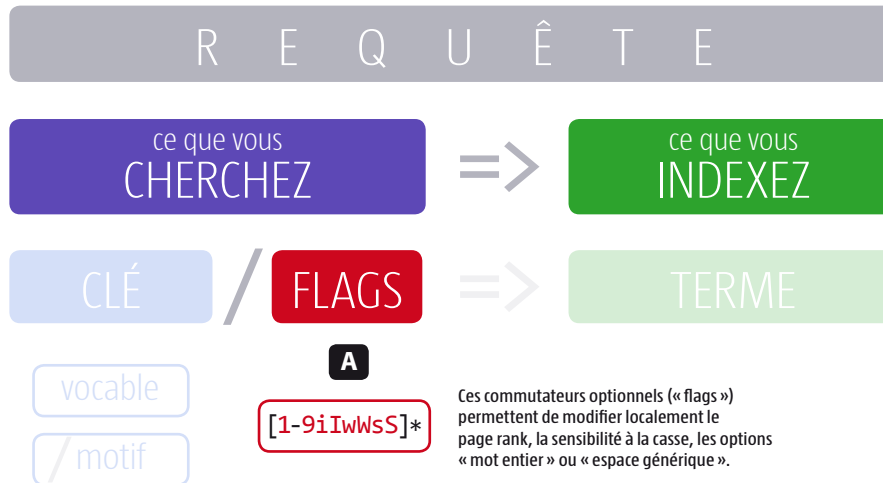 REQUÊTE
ce que vous
CHERCHEZ
=>
ce que vous
INDEXEZ
CLÉ / FLAGS => TERME
A
vocable
[1-9iIwWsS]*
/ motif
Ces commutateurs optionnels (« flags »)
permettent de modifier localement le
page rank, la sensibilité à la casse, les options
« mot entier » ou « espace générique ».